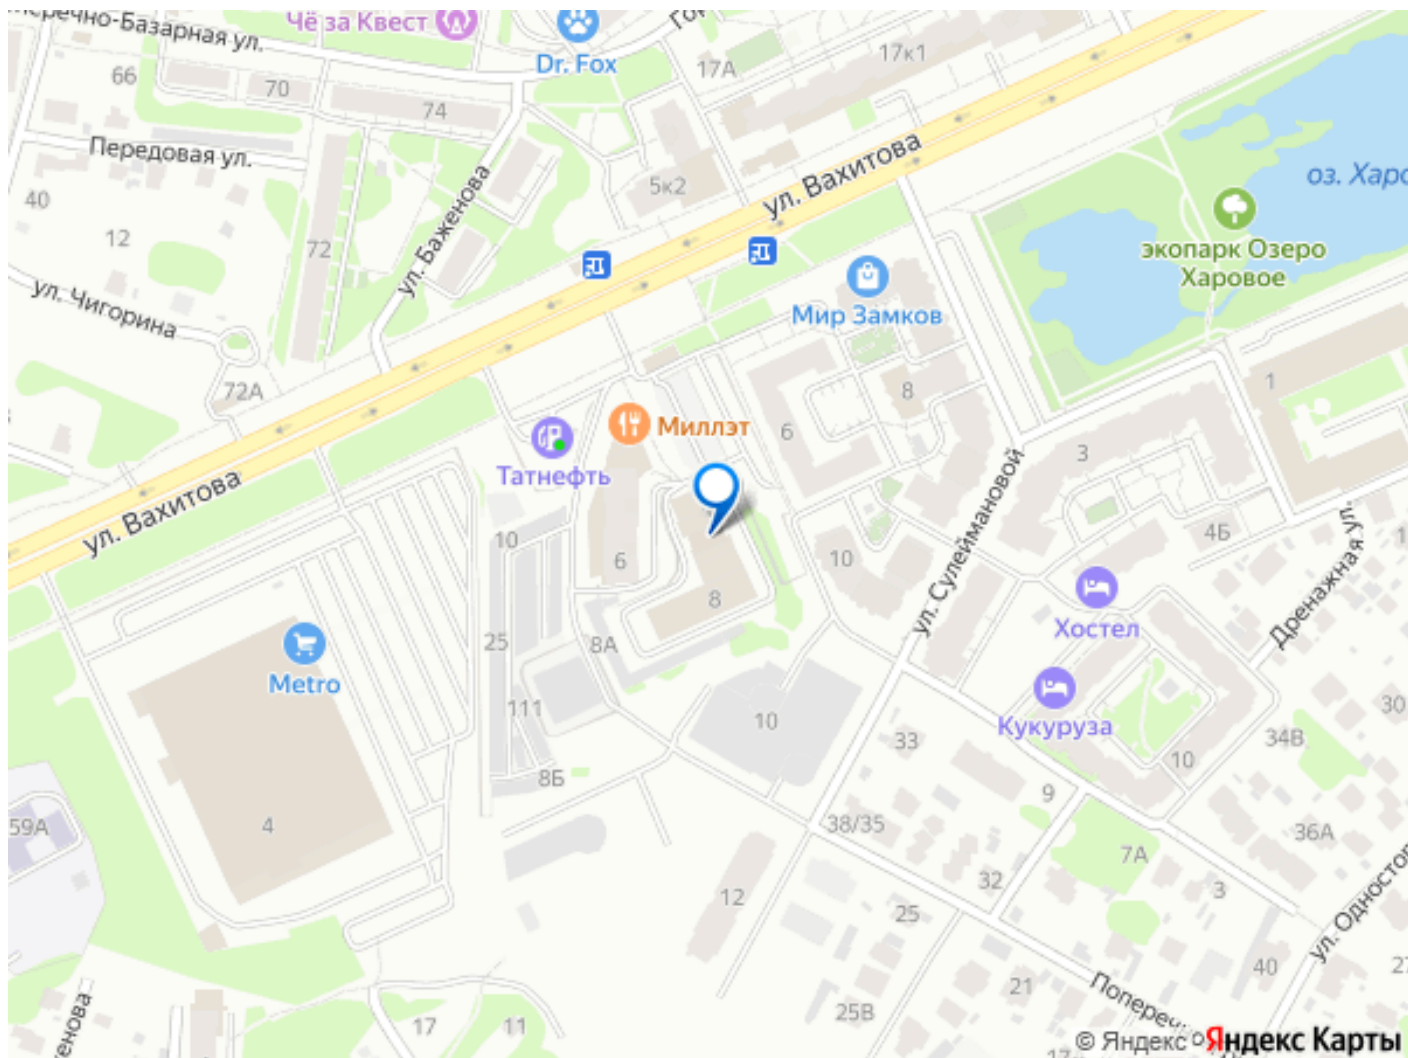 Чё за Квест
Dr. Fox
17А
17к1
66
70
74
Передовая ул.
40
12
72
5к2
ул. Баженова
ул. Вахитова
экопарк Озеро
Харовое
ул. Чигорина
Мир Замков
72А
1
8
6
3
Миллэт
Татнефть
ул. Вахитова
10
6
8
10
4Б
ул. Сулеймановой
Дренажная ул.
Хостел
25
8А
Metro
Кукуруза
111
10
33
30
34В
10
8Б
9
59А
4
38/35
36А
7А
3
32
12
25
ул. Одностор
40
21
25В
17
11
© Яндекс Яндекс Карты